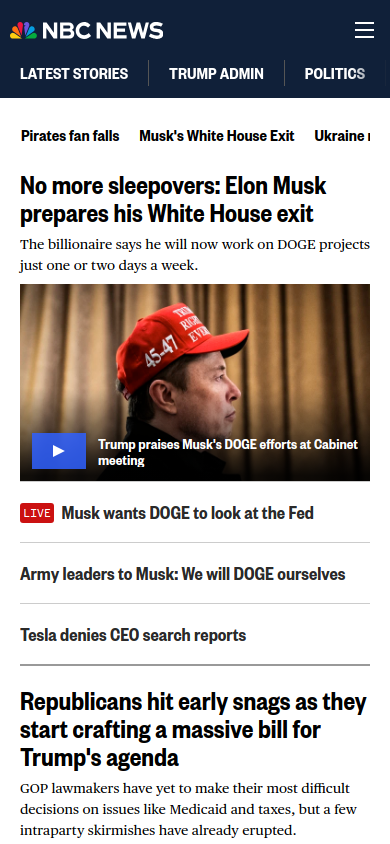 NBC NEWS
LATEST STORIES
TRUMP ADMIN
POLITICS
Pirates fan falls
Musk's White House Exit
Ukraine
No more sleepovers: Elon Musk
prepares his White House exit
The billionaire says he will now work on DOGE projects
just one or two days a week.
TRUMP
RIGHT
EVER
45-47
Trump praises Musk's DOGE efforts at Cabinet
meeting
LIVE Musk wants DOGE to look at the Fed
Army leaders to Musk: We will DOGE ourselves
Tesla denies CEO search reports
Republicans hit early snags as they
start crafting a massive bill for
Trump's agenda
GOP lawmakers have yet to make their most difficult
decisions on issues like Medicaid and taxes, but a few
intraparty skirmishes have already erupted.